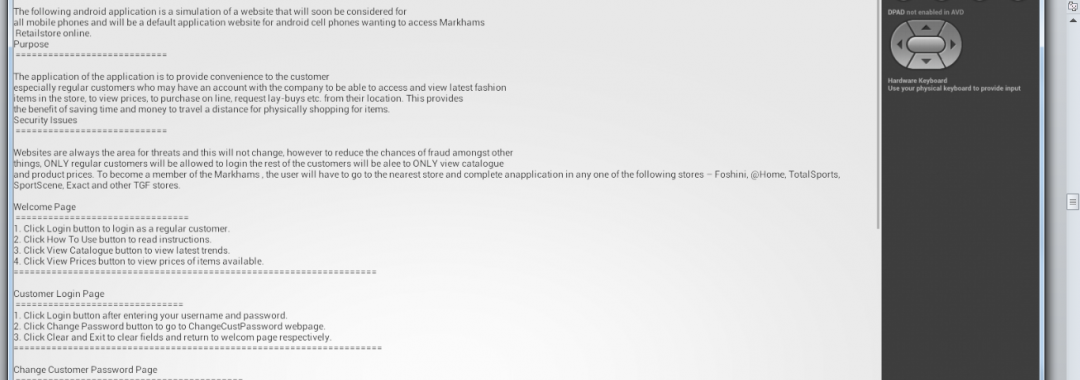 The following android application is a simulation of a website that will soon be considered for
all mobile phones and will be a default application website for android cell phones wanting to access Markhams
Retailstore online.
Purpose
============================
The application of the application is to provide convenience to the customer
especially regular customers who may have an account with the company to be able to access and view latest fashion
items in the store, to view prices, to purchase on line, request lay-buys etc. from their location. This provides
the benefit of saving time and money to travel a distance for physically shopping for items.
Security Issues
============================
Websites are always the area for threats and this will not change, however to reduce the chances of fraud amongst other
things, ONLY regular customers will be allowed to login the rest of the customers will be alee to ONLY view catalogue
and product prices. To become a member of the Markhams , the user will have to go to the nearest store and complete anapplication in any one of the following stores – Foshini, @Home, TotalSports,
SportScene, Exact and other TGF stores.
Welcome Page
================================
1. Click Login button to login as a regular customer.
2. Click How To Use button to read instructions.
3. Click View Catalogue button to view latest trends.
4. Click View Prices button to view prices of items available.
===================================================================
Customer Login Page
===============================
1. Click Login button after entering your username and password.
2. Click Change Password button to go to ChangeCustPassword webpage.
3. Click Clear and Exit to clear fields and return to welcom page respectively.
====================================================================
Change Customer Password Page
==========================================
DPAD not enabled in AVD
Hardware Keyboard
Use your physical keyboard to provide input